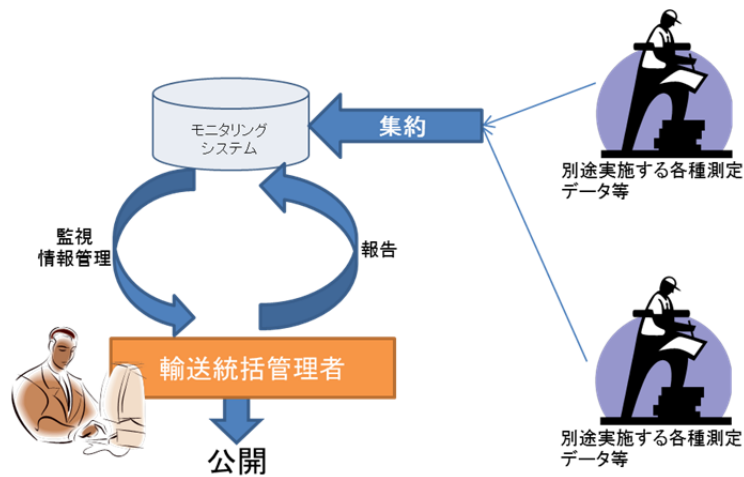 モニタリング
システム
集約
別途実施する各種測定
データ等
監視
情報管理
報告
輸送統括管理者
公開
別途実施する各種測定
データ等